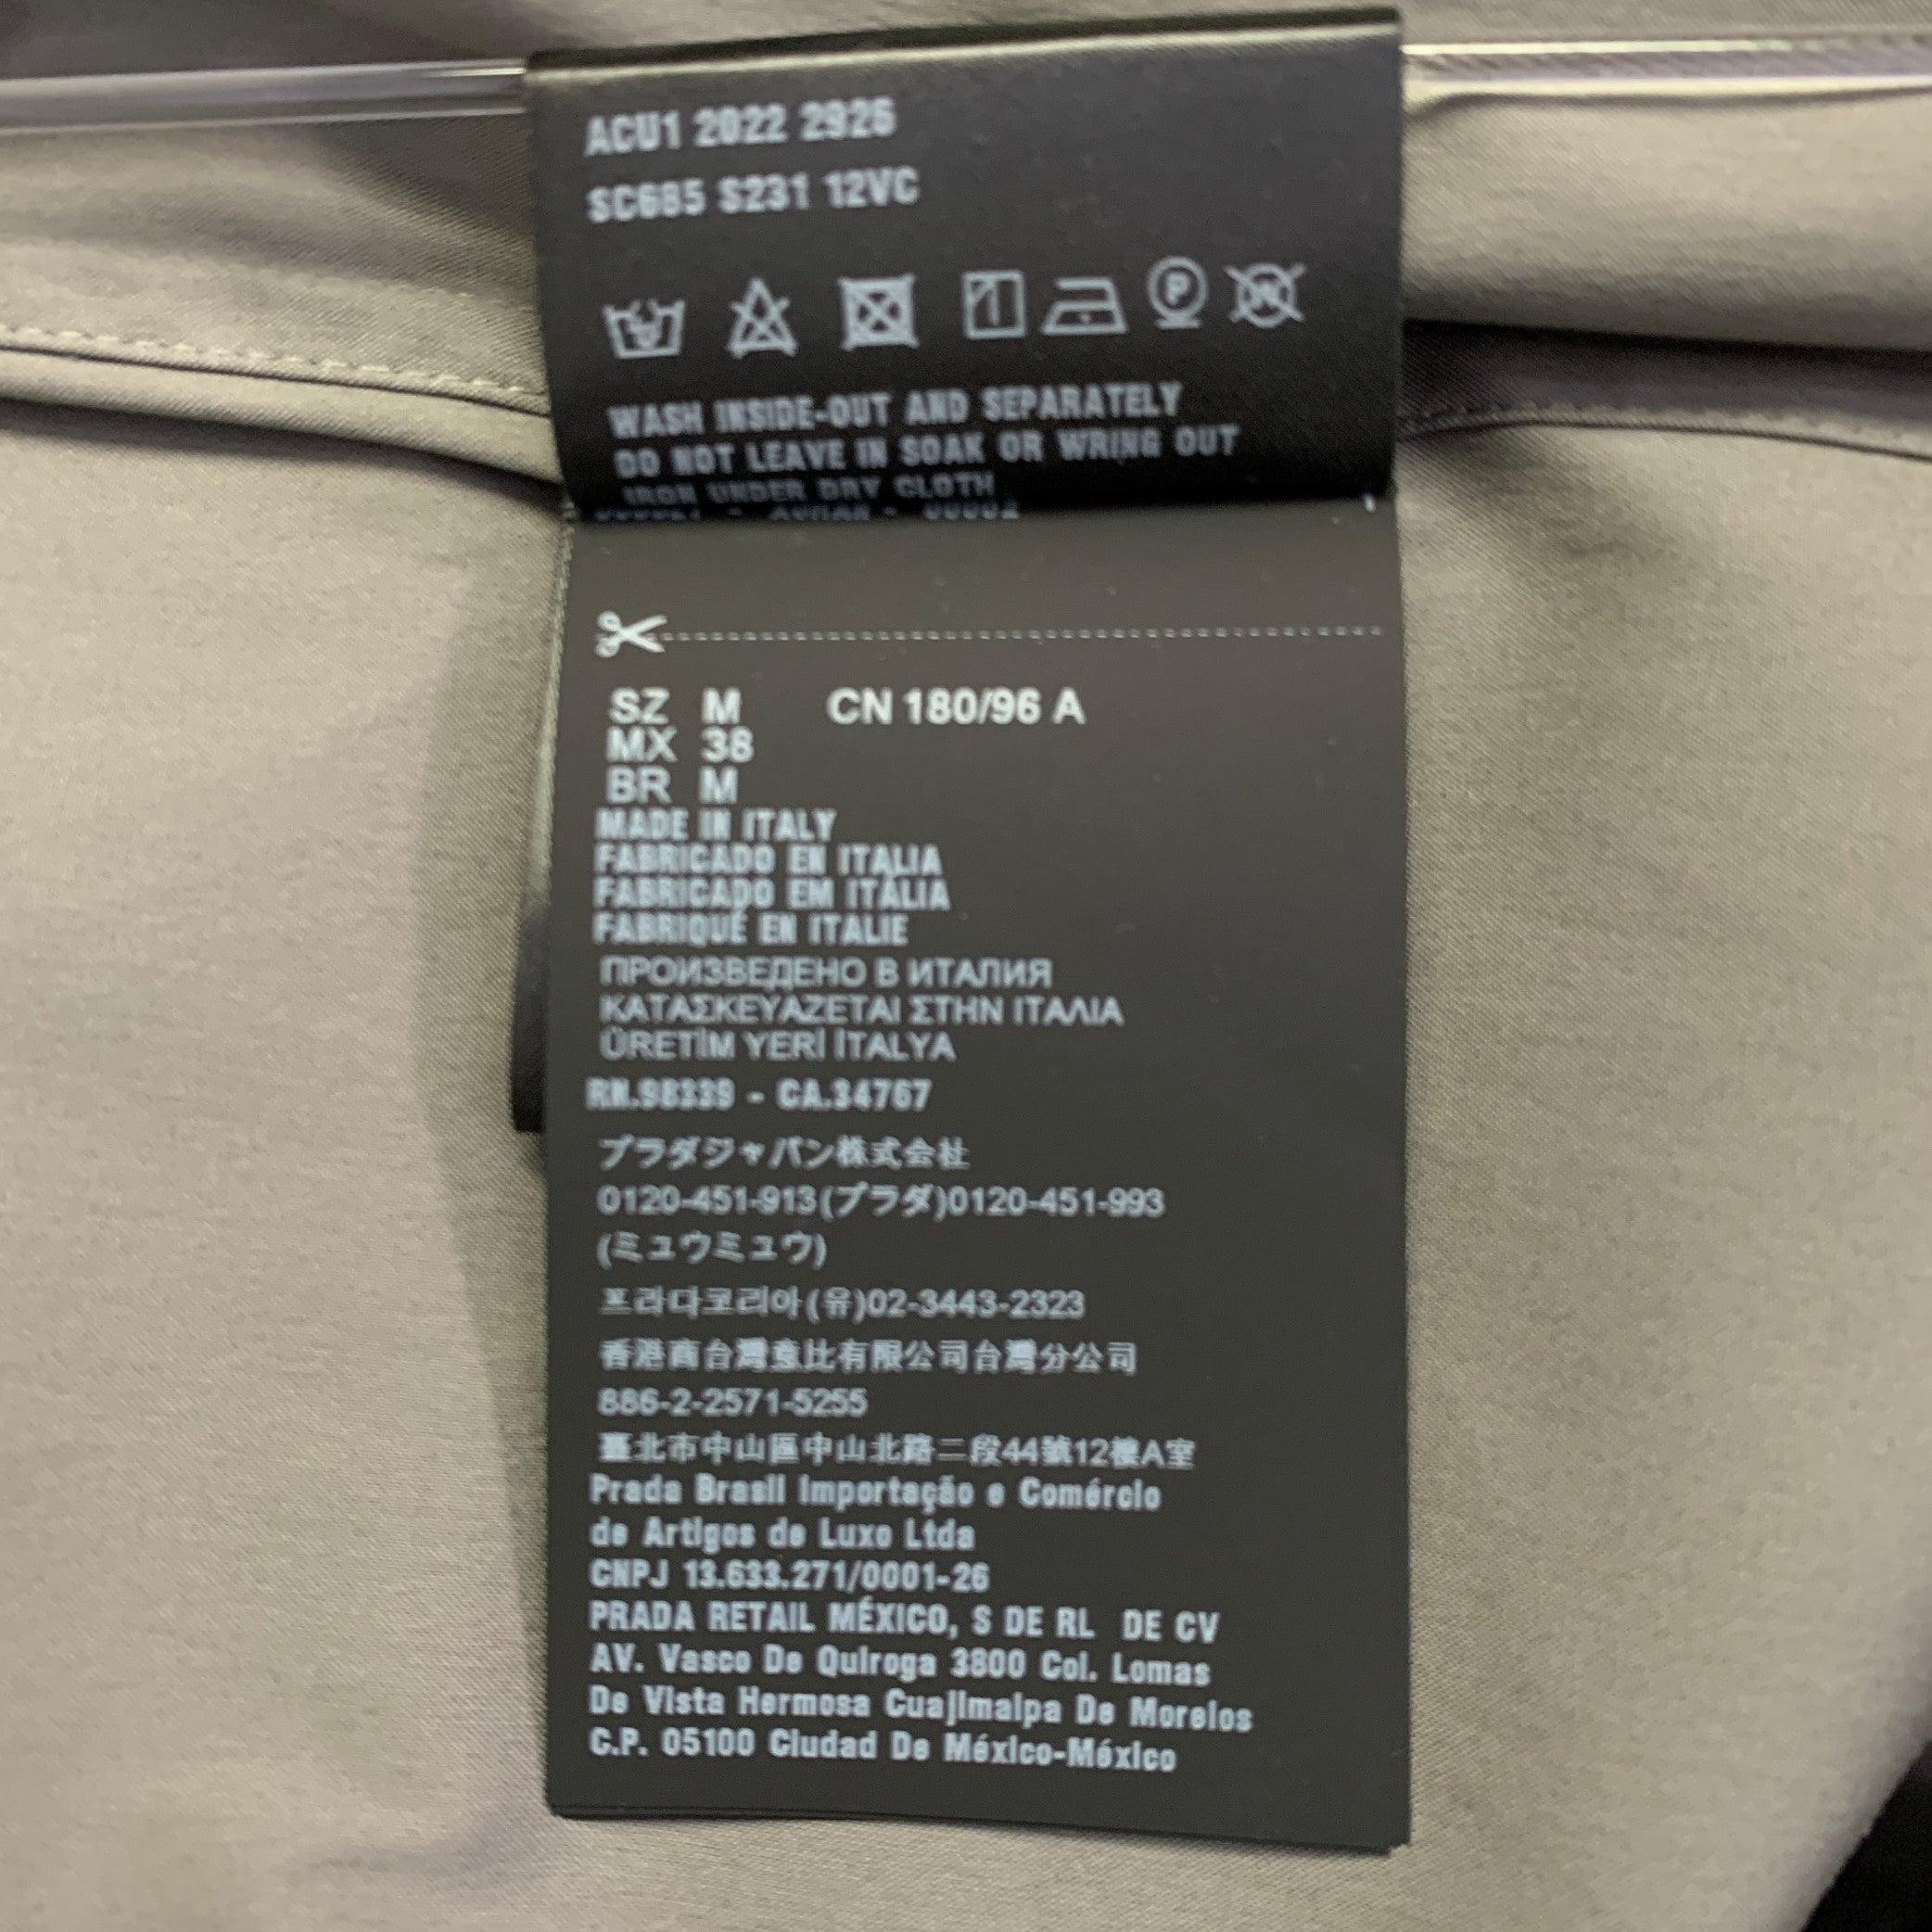 ACU1 2022 2926
SC685 S231 12VC
WASH INSIDE-OUT AND SEPARATELY
DO NOT LEAVE IN SOAK OR WRING OUT
IRON UNDER DRY CLOTH
SZ M CN 180/96 A
MX 38
BR M
MADE IN ITALY
FABRICADO EN ITALIA
FABRICADO EM ITÁLIA
FABRIQUÉ EN ITALIE
ПРОИЗВЕДЕНО В ИТАЛИЯ
ΚΑΤΑΣΚΕΥΑΖΕΤΑΙ ΣΤΗΝ ΙΤΑΛΙΑ
ÜRETİM YERİ İTALYA
RN.98339 - CA.34767
プラダジャパン株式会社
0120-451-913(プラダ)0120-451-993
(ミュウミュウ)
프라다코리아(유)02-3443-2323
香港商台灣壹比有限公司台灣分公司
886-2-2571-5255
臺北市中山區中山北路二段44號12樓A室
Prada Brasil Importação e Comércio
de Artigos de Luxo Ltda
CNPJ 13.633.271/0001-26
PRADA RETAIL MÉXICO, S DE RL DE CV
AV. Vasco De Quiroga 3800 Col. Lomas
De Vista Hermosa Cuajimalpa De Morelos
C.P. 05100 Ciudad De México-México